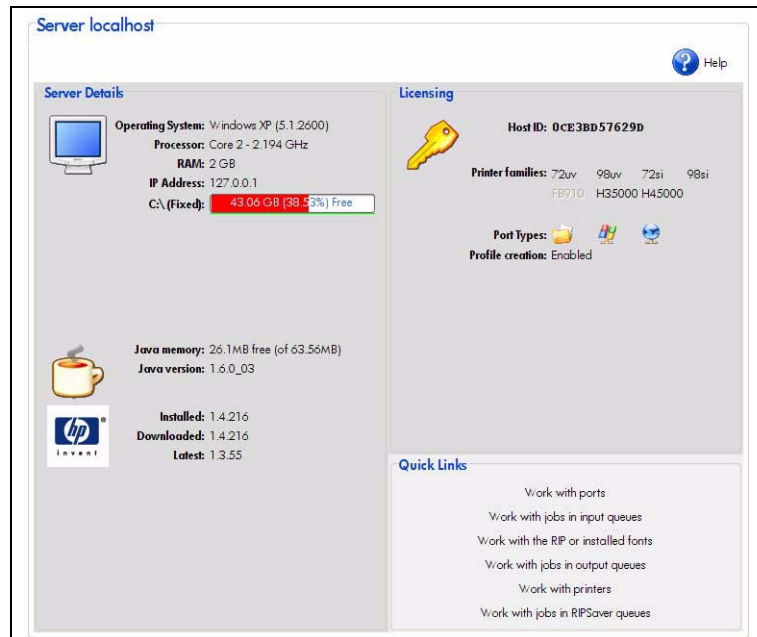 Server localhost
Help
Server Details
Operating System: Windows XP (5.1.2600)
Processor: Core 2 - 2.194 GHz
RAM: 2 GB
IP Address: 127.0.0.1
C:\ (Fixed): 43.06 GB (38.53%) Free
Java memory: 26.1MB free (of 63.56MB)
Java version: 1.6.0_03
hp
invent
Installed: 1.4.216
Downloaded: 1.4.216
Latest: 1.3.55
Licensing
Host ID: 0CE3BD57629D
Printer families: 72uv 98uv 72si 98si
FB910 H35000 H45000
Port Types:
Profile creation: Enabled
Quick Links
Work with ports
Work with jobs in input queues
Work with the RIP or installed fonts
Work with jobs in output queues
Work with printers
Work with jobs in RIPSaver queues